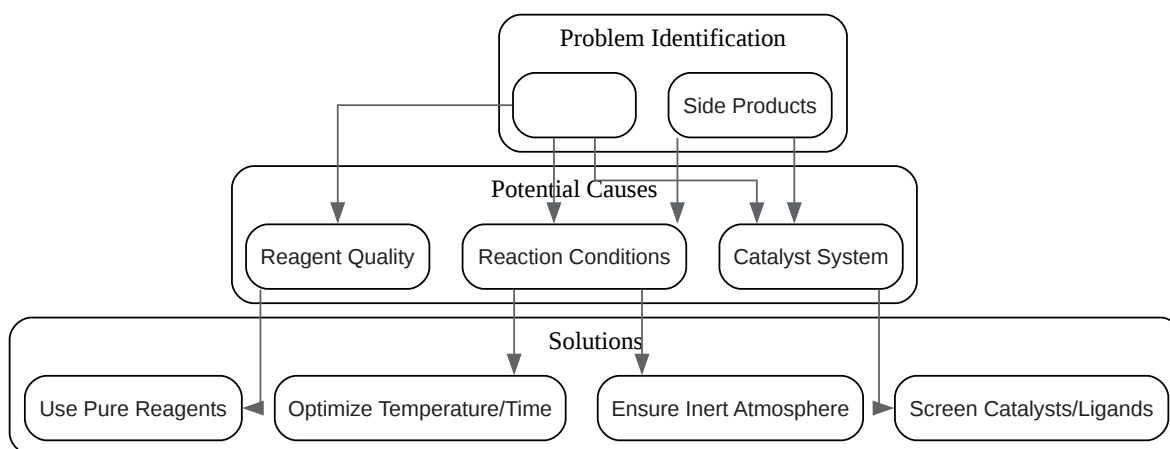 Problem Identification
Side Products
Potential Causes
Reagent Quality
Reaction Conditions
Catalyst System
Solutions
Use Pure Reagents
Optimize Temperature/Time
Ensure Inert Atmosphere
Screen Catalysts/Ligands